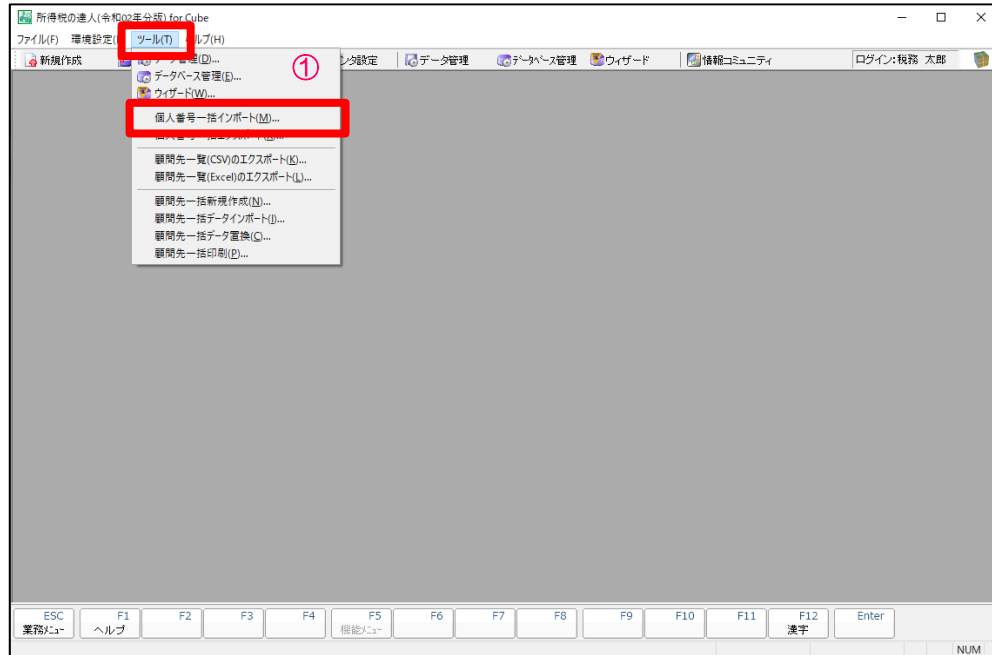 所得税の達人(令和02年分版) for Cube
ファイル(F) 環境設定( ツール(T) ルプ(H)
新規作成 ンタ設定 データ管理 データベース管理 ウィザード 情報コミュニティ ログイン:税務 太郎
①
データベース管理(E)...
ウィザード(W)...
個人番号一括インポート(M)...
顧問先一覧(CSV)のエクスポート(K)...
顧問先一覧(Excel)のエクスポート(L)...
顧問先一括新規作成(N)...
顧問先一括データインポート(I)...
顧問先一括データ置換(C)...
顧問先一括印刷(P)...
ESC F1 F2 F3 F4 F5 F6 F7 F8 F9 F10 F11 F12 Enter
業務メニュー ヘルプ 機能メニュー 漢字
NUM